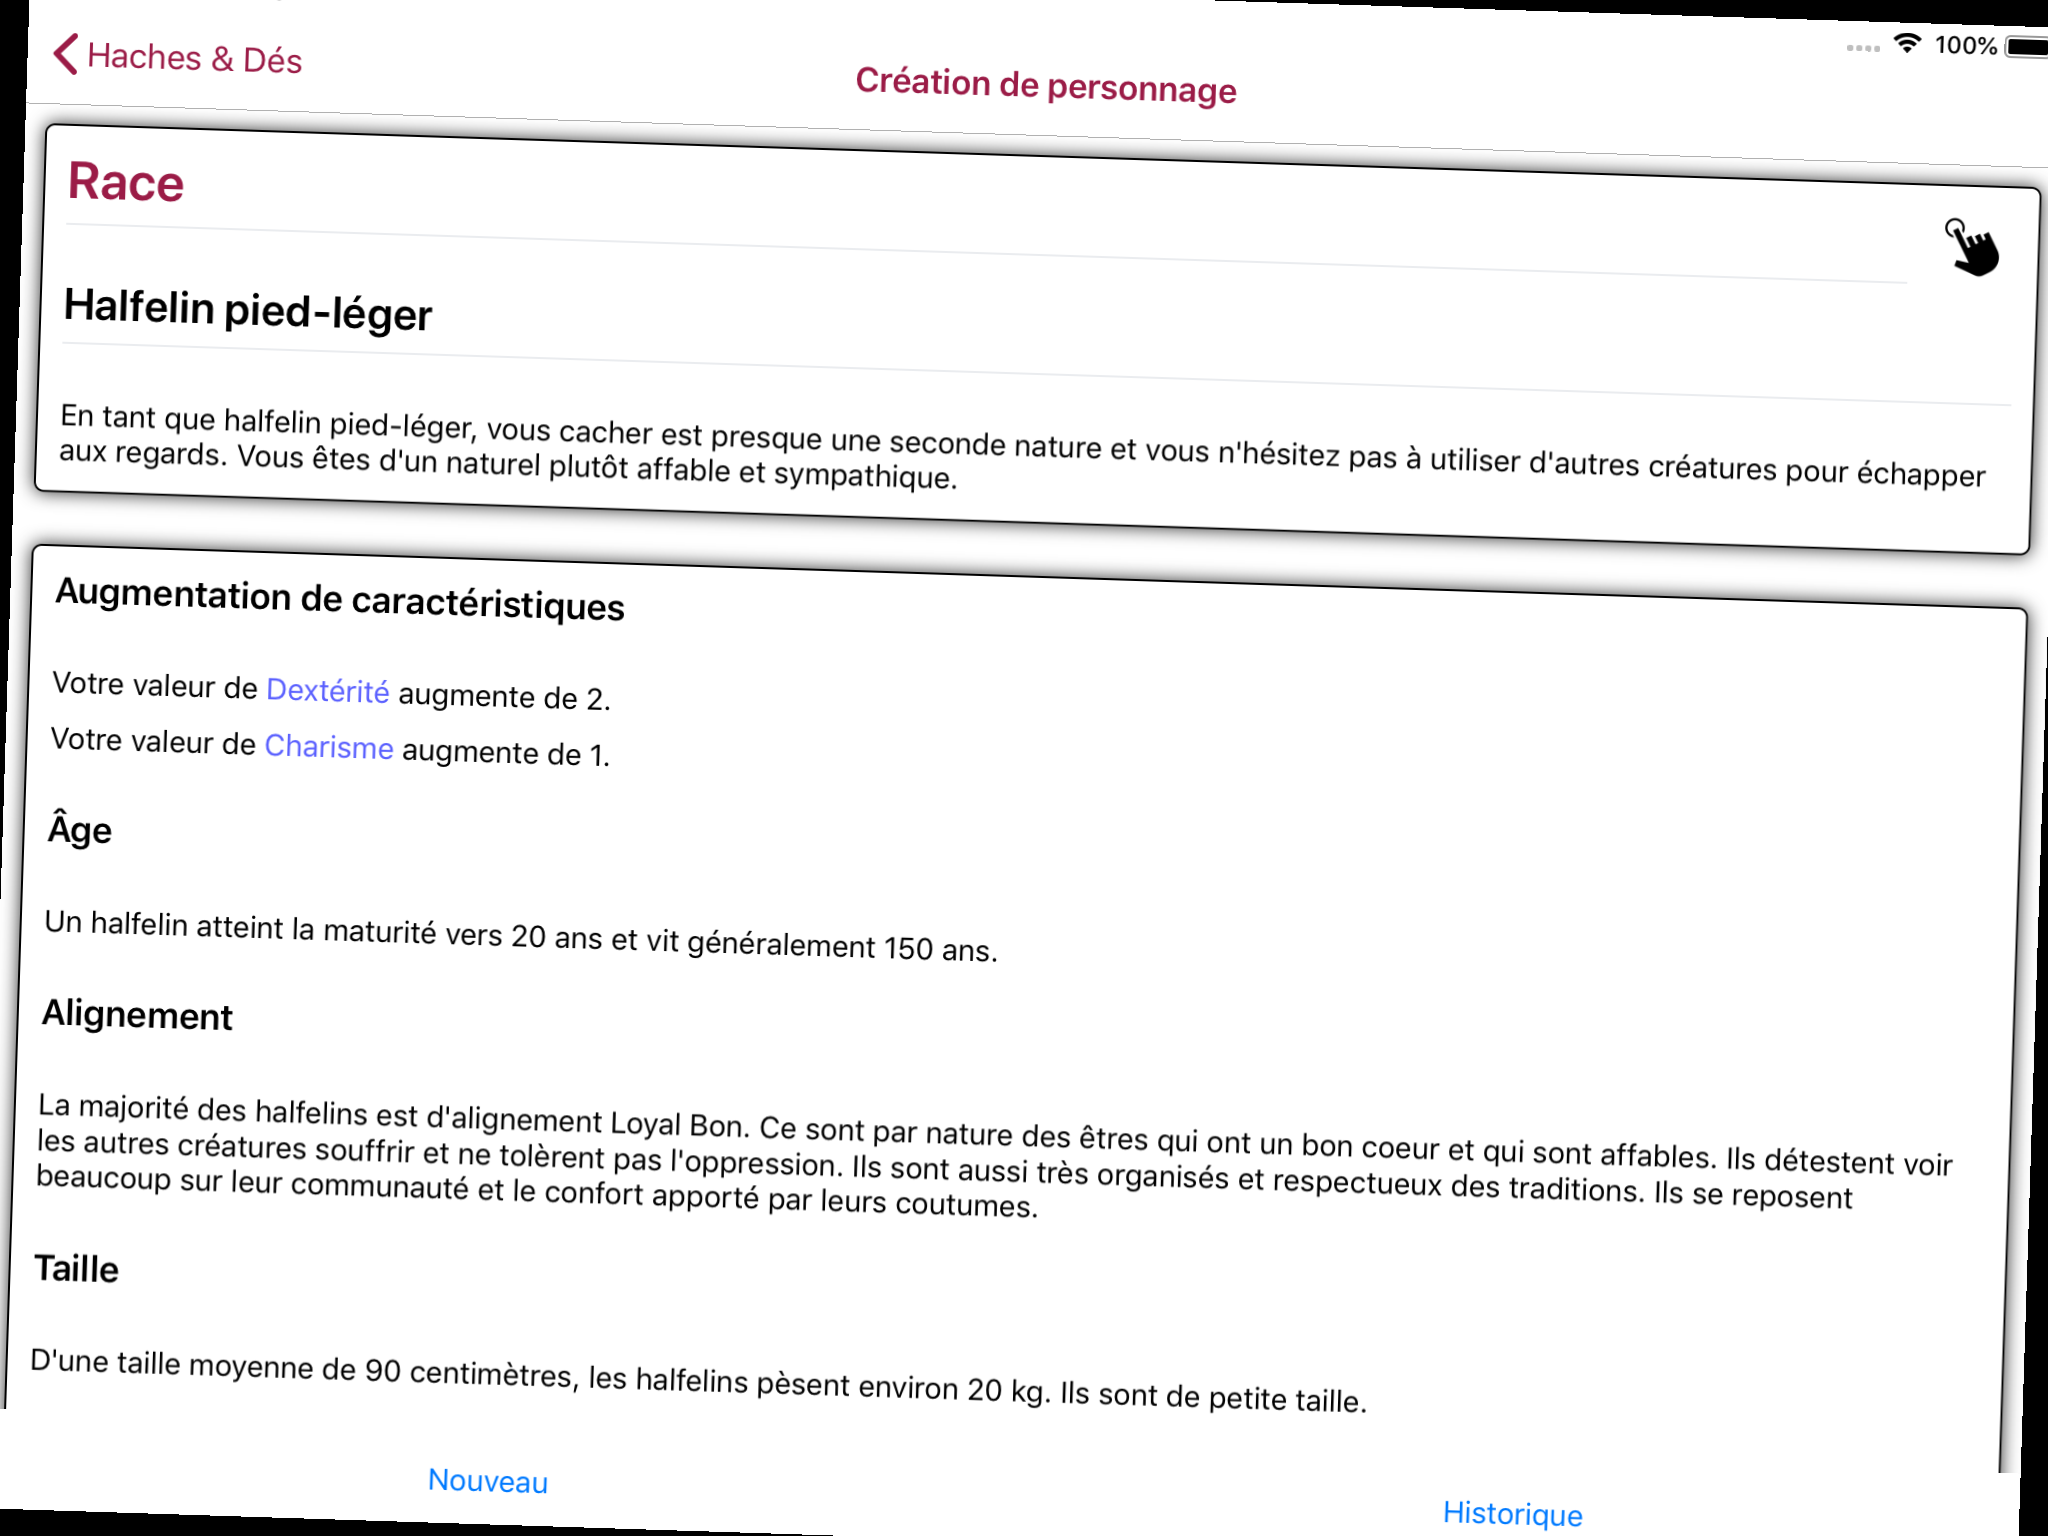 Haches & Dés
100%
Création de personnage
Race
Halfelin pied-léger
En tant que halfelin pied-léger, vous cacher est presque une seconde nature et vous n'hésitez pas à utiliser d'autres créatures pour échapper
aux regards. Vous êtes d'un naturel plutôt affable et sympathique.
Augmentation de caractéristiques
Votre valeur de Dextérité augmente de 2.
Votre valeur de Charisme augmente de 1.
Âge
Un halfelin atteint la maturité vers 20 ans et vit généralement 150 ans.
Alignement
La majorité des halfelins est d'alignement Loyal Bon. Ce sont par nature des êtres qui ont un bon coeur et qui sont affables. Ils détestent voir
les autres créatures souffrir et ne tolèrent pas l'oppression. Ils sont aussi très organisés et respectueux des traditions. Ils se reposent
beaucoup sur leur communauté et le confort apporté par leurs coutumes.
Taille
D'une taille moyenne de 90 centimètres, les halfelins pèsent environ 20 kg. Ils sont de petite taille.
Nouveau
Historique